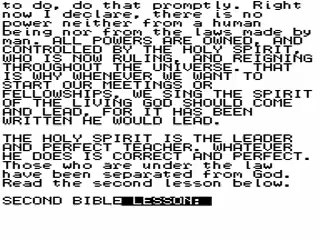 to do, do that promptly. Right
now I declare, there is no
power neither from a human
being nor from the laws made by
man. ALL POWERS ARE OWNED, AND
CONTROLLED BY THE HOLY SPIRIT,
WHO IS NOW RULING, AND REIGNING
THROUGHOUT THE UNIVERSE. THAT
IS WHY WHENEVER WE WANT TO
START OUR MEETINGS OR
FELLOWSHIPS, WE SING THE SPIRIT
OF THE LIVING GOD SHOULD COME
AND LEAD, FOR IT HAS BEEN
WRITTEN HE WOULD LEAD.
THE HOLY SPIRIT IS THE LEADER
AND PERFECT TEACHER. WHATEVER
HE DOES IS CORRECT AND PERFECT.
Those who are under the law
have been separated from God.
Read the second lesson below.
SECOND BIBLE LESSON: